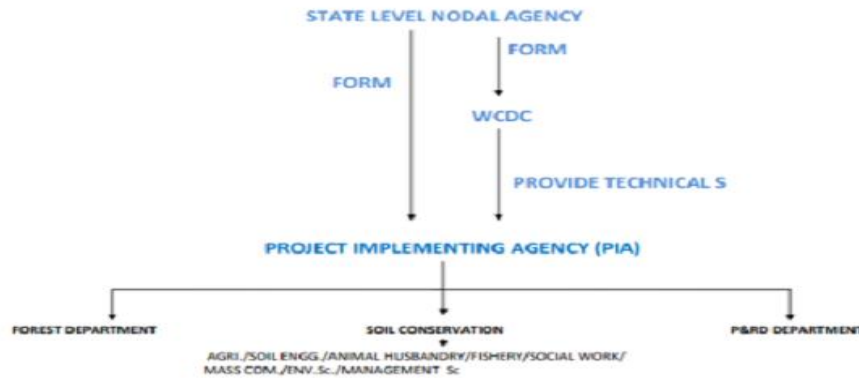 STATE LEVEL NODAL AGENCY
FORM
FORM
WCDC
PROVIDE TECHNICAL S
PROJECT IMPLEMENTING AGENCY (PIA)
FOREST DEPARTMENT
SOIL CONSERVATION
P&RD DEPARTMENT
AGRI./SOIL ENGG./ANIMAL HUSBANDRY/FISHERY/SOCIAL WORK/
MASS COM./ENV.Sc./MANAGEMENT Sc